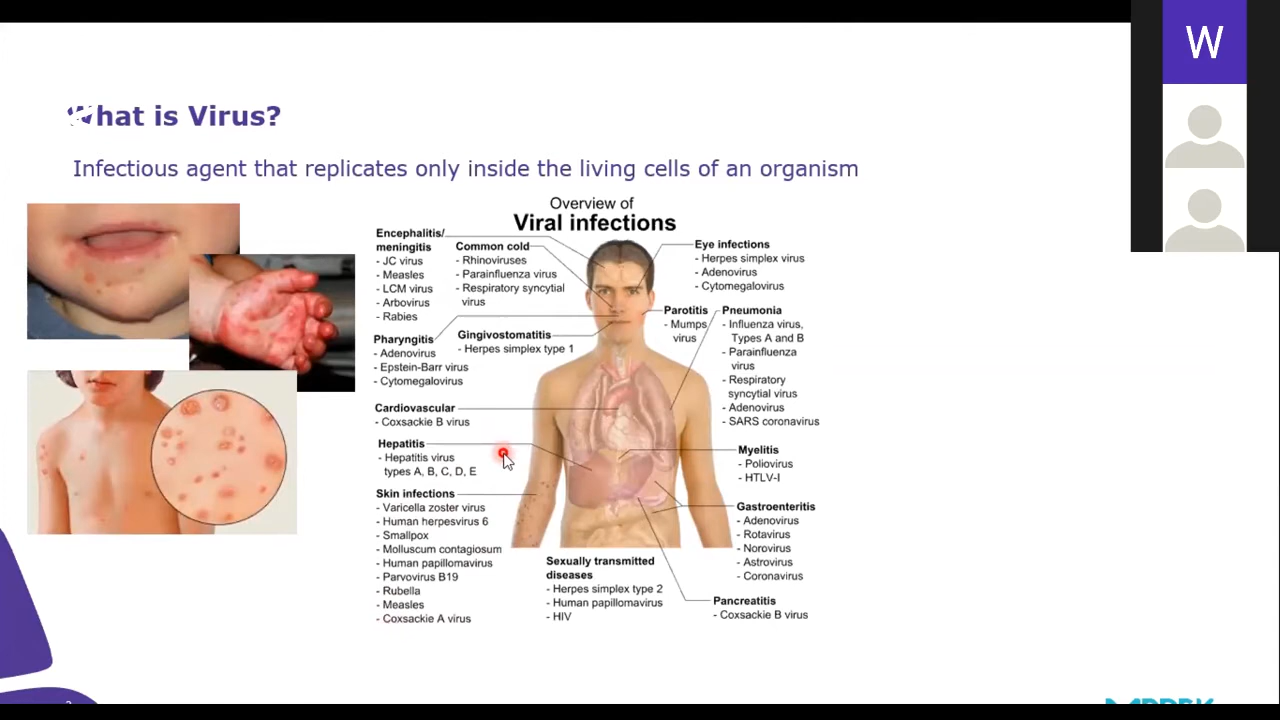 W
What is Virus?
Infectious agent that replicates only inside the living cells of an organism
Overview of
Viral infections
Encephalitis/
meningitis
- JC virus
- Measles
- LCM virus
- Arbovirus
- Rabies
Common cold
- Rhinoviruses
- Parainfluenza virus
- Respiratory syncytial
virus
Eye infections
- Herpes simplex virus
- Adenovirus
- Cytomegalovirus
Pharyngitis
- Adenovirus
- Epstein-Barr virus
- Cytomegalovirus
Gingivostomatitis
- Herpes simplex type 1
Parotitis
- Mumps
virus
Pneumonia
- Influenza virus,
Types A and B
- Parainfluenza
virus
- Respiratory
syncytial virus
- Adenovirus
- SARS coronavirus
Cardiovascular
- Coxsackie B virus
Hepatitis
- Hepatitis virus
types A, B, C, D, E
Myelitis
- Poliovirus
- HTLV-I
Skin infections
- Varicella zoster virus
- Human herpesvirus 6
- Smallpox
- Molluscum contagiosum
- Human papillomavirus
- Parvovirus B19
- Rubella
- Measles
- Coxsackie A virus
Sexually transmitted
diseases
- Herpes simplex type 2
- Human papillomavirus
- HIV
Gastroenteritis
- Adenovirus
- Rotavirus
- Norovirus
- Astrovirus
- Coronavirus
Pancreatitis
- Coxsackie B virus